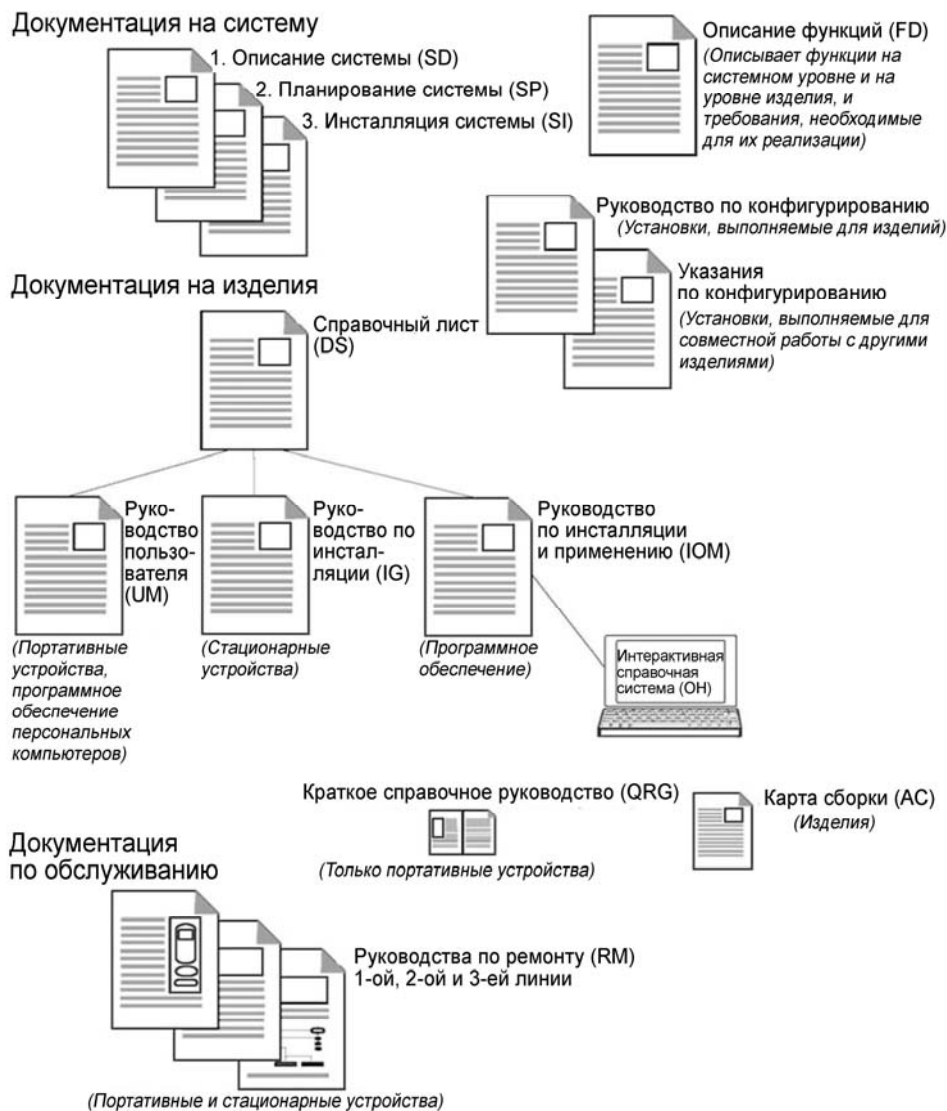 Документация на систему
1. Описание системы (SD)
2. Планирование системы (SP)
3. Инсталляция системы (SI)
Описание функций (FD)
(Описывает функции на
системном уровне и на
уровне изделия, и
требования, необходимые
для их реализации)
Руководство по конфигурированию
(Установки, выполняемые для изделий)
Указания
по конфигурированию
(Установки, выполняемые для
совместной работы с другими
изделиями)
Документация на изделия
Справочный лист
(DS)
Руко-
водство
пользо-
вателя
(UM)
(Портативные
устройства,
программное
обеспечение
персональных
компьютеров)
Руко-
водство по
инстал-
ляции (IG)
(Стационарные
устройства)
Руководство
по инсталляции
и применению (IOM)
(Программное
обеспечение)
Интерактивная
справочная
система (OH)
Краткое справочное руководство (QRG)
(Только портативные устройства)
Карта сборки (AC)
(Изделия)
Документация
по обслуживанию
Руководства по ремонту (RM)
1-ой, 2-ой и 3-ей линии
(Портативные и стационарные устройства)